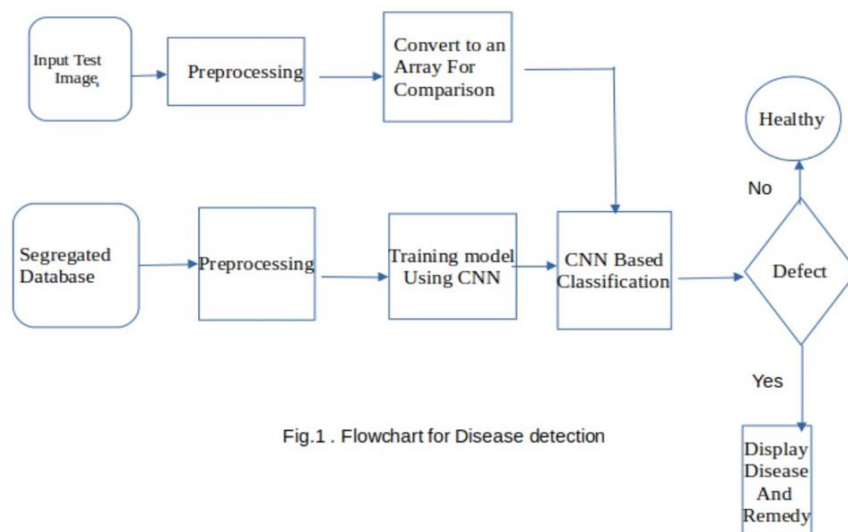 Input Test
Image,
Preprocessing
Convert to an
Array For
Comparison
Healthy
No
Segregated
Database
Preprocessing
Training model
Using CNN
CNN Based
Classification
Defect
Yes
Fig.1 . Flowchart for Disease detection
Display
Disease
And
Remedy